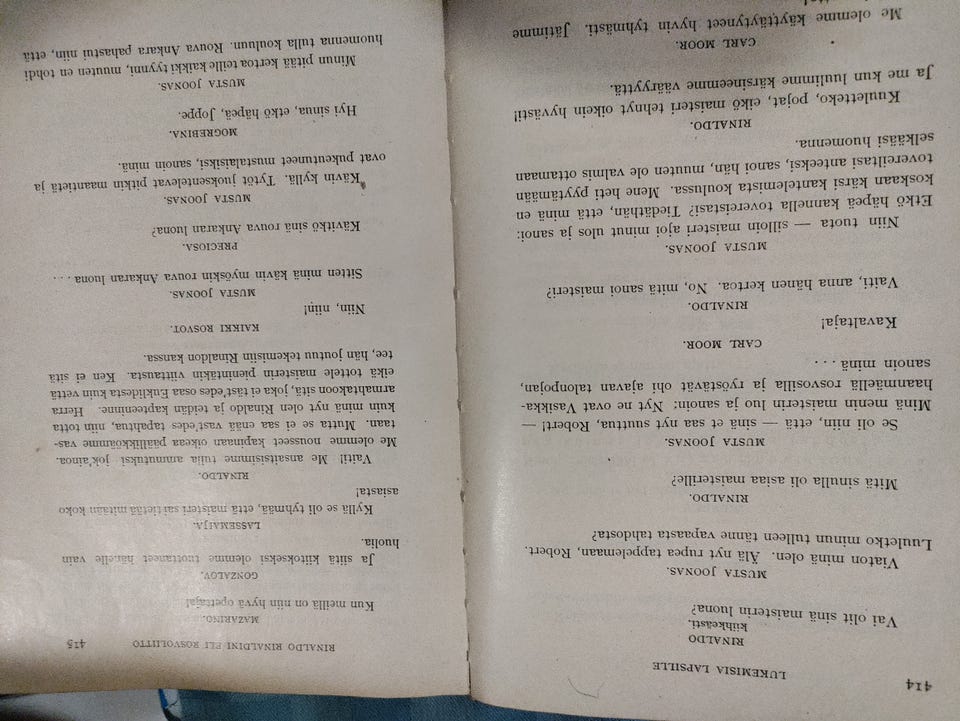 414
LUKEMISIA LAPSILLE
RINALDO
kiihkeästi.
Vai olit sinä maisterin luona?
MUSTA JOONAS.
Viaton minä olen. Älä nyt rupea tappelemaan, Robert.
Luuletko minun tulleen tänne vapaasta tahdosta?
RINALDO.
Mitä sinulla oli asiaa maisterille?
MUSTA JOONAS.
Se oli niin, että — sinä et saa nyt suuttua, Robert! —
Minä menin maisterin luo ja sanoin: Nyt ne ovat Vasikka-
haanmäellä rosvosilla ja ryöstävät ohi ajavan talonpojan,
sanoin minä . . .
CARL MOOR.
Kavaltaja!
RINALDO.
Vaiti, anna hänen kertoa. No, mitä sanoi maisteri?
MUSTA JOONAS.
Niin tuota — silloin maisteri ajoi minut ulos ja sanoi:
Etkö häpeä kannella tovereistasi? Tiedäthän, että minä en
koskaan kärsi kantelemista koulussa. Mene heti pyytämään
tovereiltasi anteeksi, sanoi hän, muuten ole valmis ottamaan
selkääsi huomenna.
RINALDO.
Kuuletteko, pojat, eikö maisteri tehnyt oikein hyvästi!
Ja me kun luulimme kärsineemme vääryyttä.
CARL MOOR.
Me olemme käyttäytyneet hyvin tyhmästi. Jätimme
RINALDO RINALDINI ELI ROSVOLIITTO
415
MAZARINO.
Kun on meillä niin hyvä opettaja!
GONZALOV.
Ja siitä kiitokseksi olemme tuottaneet hänelle vain
huolia.
LASSEMAIJA.
Kyllä se oli tyhmää, että maisteri sai tietää mitään koko
asiasta!
RINALDO.
Vaiti! Me ansaitsisimme tulla ammutuksi jok'ainoa.
Me olemme nousseet kapinaan oikeaa päällikköämme vas-
taan. Mutta se ei saa enää vast'edes tapahtua, niin totta
kuin minä nyt olen Rinaldo ja teidän kapteeninne. Herra
armahtakoon sitä, joka ei täst'edes osaa Euklidesta kuin vettä
eikä tottele maisterin pienintäkin viittausta. Ken ei sitä
tee, hän joutuu tekemisiin Rinaldon kanssa.
KAIKKI ROSVOT.
Niin, niin!
MUSTA JOONAS.
Sitten minä kävin myöskin rouva Ankaran luona . . .
PRECIOSA.
Kävitkö sinä rouva Ankaran luona?
MUSTA JOONAS.
Kävin kyllä. Tytöt juoksentelevat pitkin maantietä ja
ovat pukeutuneet mustalaisiksi, sanoin minä.
MOGREBINA.
Hyi sinua, etkö häpeä, Joppe.
MUSTA JOONAS.
Minun pitää kertoa teille kaikki tyynni, muuten en tohdi
huomenna tulla kouluun. Rouva Ankara pahastui niin, että